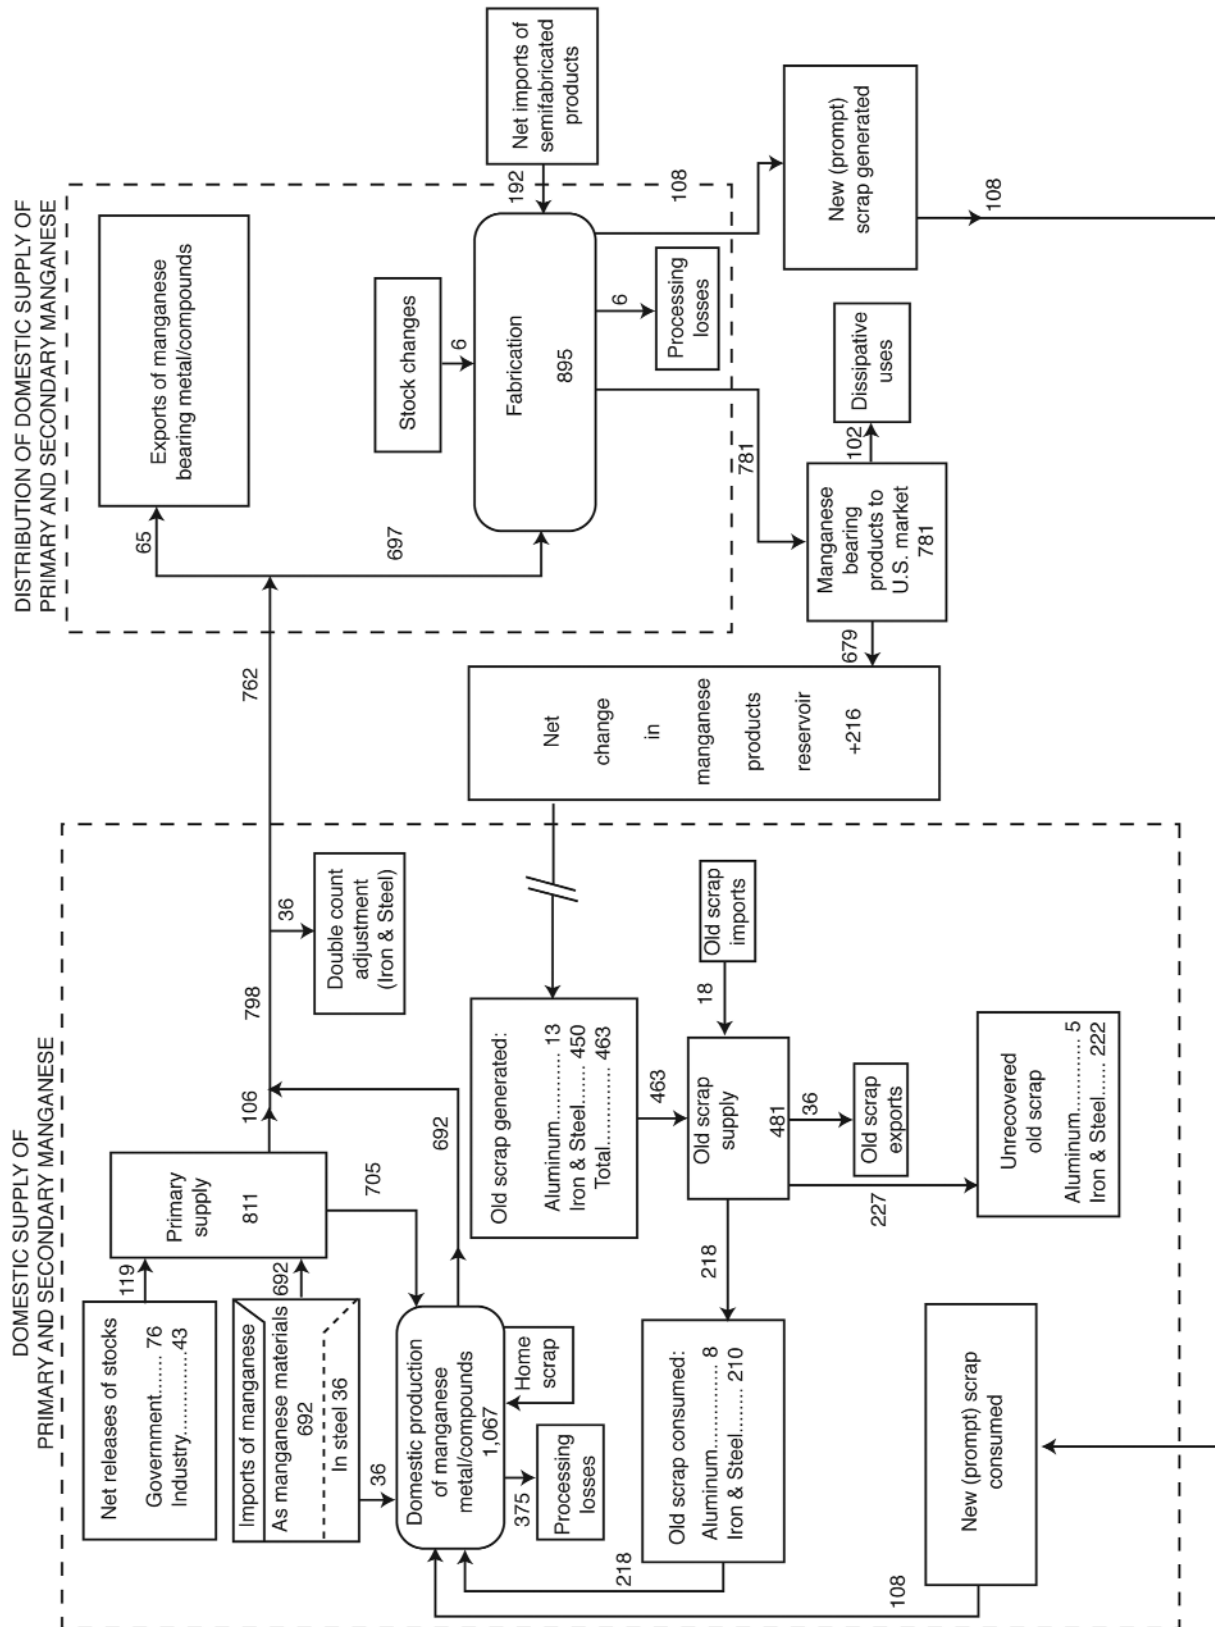 DOMESTIC SUPPLY OF
PRIMARY AND SECONDARY MANGANESE
Net releases of stocks
Government....... 76
Industry.............43
119
Imports of manganese
As manganese materials
692
In steel 36
692
36
Primary
supply
811
705
106
Domestic production
of manganese
metal/compounds
1,067
Home
scrap
375
Processing
losses
692
798
36
Double count
adjustment
(Iron & Steel)
762
Old scrap generated:
Aluminum............ 13
Iron & Steel....... 450
Total.............. 463
463
Old scrap
supply
481
18
Old scrap
imports
36
Old scrap
exports
227
Unrecovered
old scrap
Aluminum............. 5
Iron & Steel...... 222
218
Old scrap consumed:
Aluminum.............. 8
Iron & Steel........ 210
218
New (prompt) scrap
consumed
108
DISTRIBUTION OF DOMESTIC SUPPLY OF
PRIMARY AND SECONDARY MANGANESE
65
Exports of manganese
bearing metal/compounds
697
Stock changes
6
Fabrication
895
192
Net imports of
semifabricated
products
6
Processing
losses
108
New (prompt)
scrap generated
108
781
Manganese
bearing
products to
U.S. market
781
102
Dissipative
uses
679
Net
change
in
manganese
products
reservoir
+216